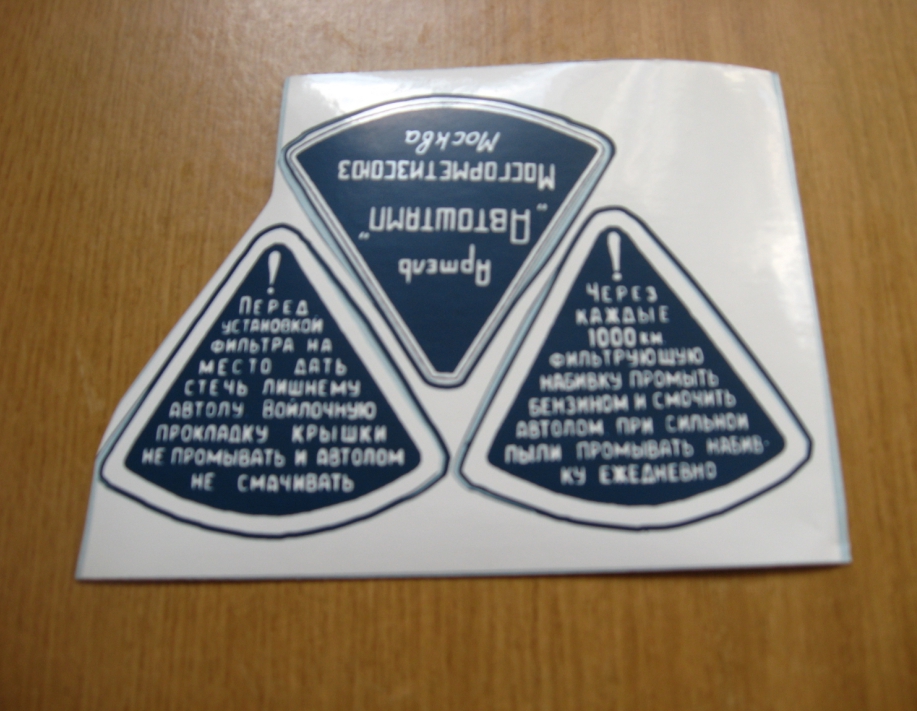 Артель
„Автоштамп“
Мосгорметизсоюз
Москва
!
ПЕРЕД
УСТАНОВКОЙ
ФИЛЬТРА НА
МЕСТО ДАТЬ
СТЕЧЬ ЛИШНЕМУ
АВТОЛУ ВОЙЛОЧНУЮ
ПРОКЛАДКУ КРЫШКИ
НЕ ПРОМЫВАТЬ И АВТОЛОМ
НЕ СМАЧИВАТЬ
!
ЧЕРЕЗ
КАЖДЫЕ
1000 км
ФИЛЬТРУЮЩУЮ
НАБИВКУ ПРОМЫТЬ
БЕНЗИНОМ И СМОЧИТЬ
АВТОЛОМ ПРИ СИЛЬНОЙ
ПЫЛИ ПРОМЫВАТЬ НАБИВ-
КУ ЕЖЕДНЕВНО